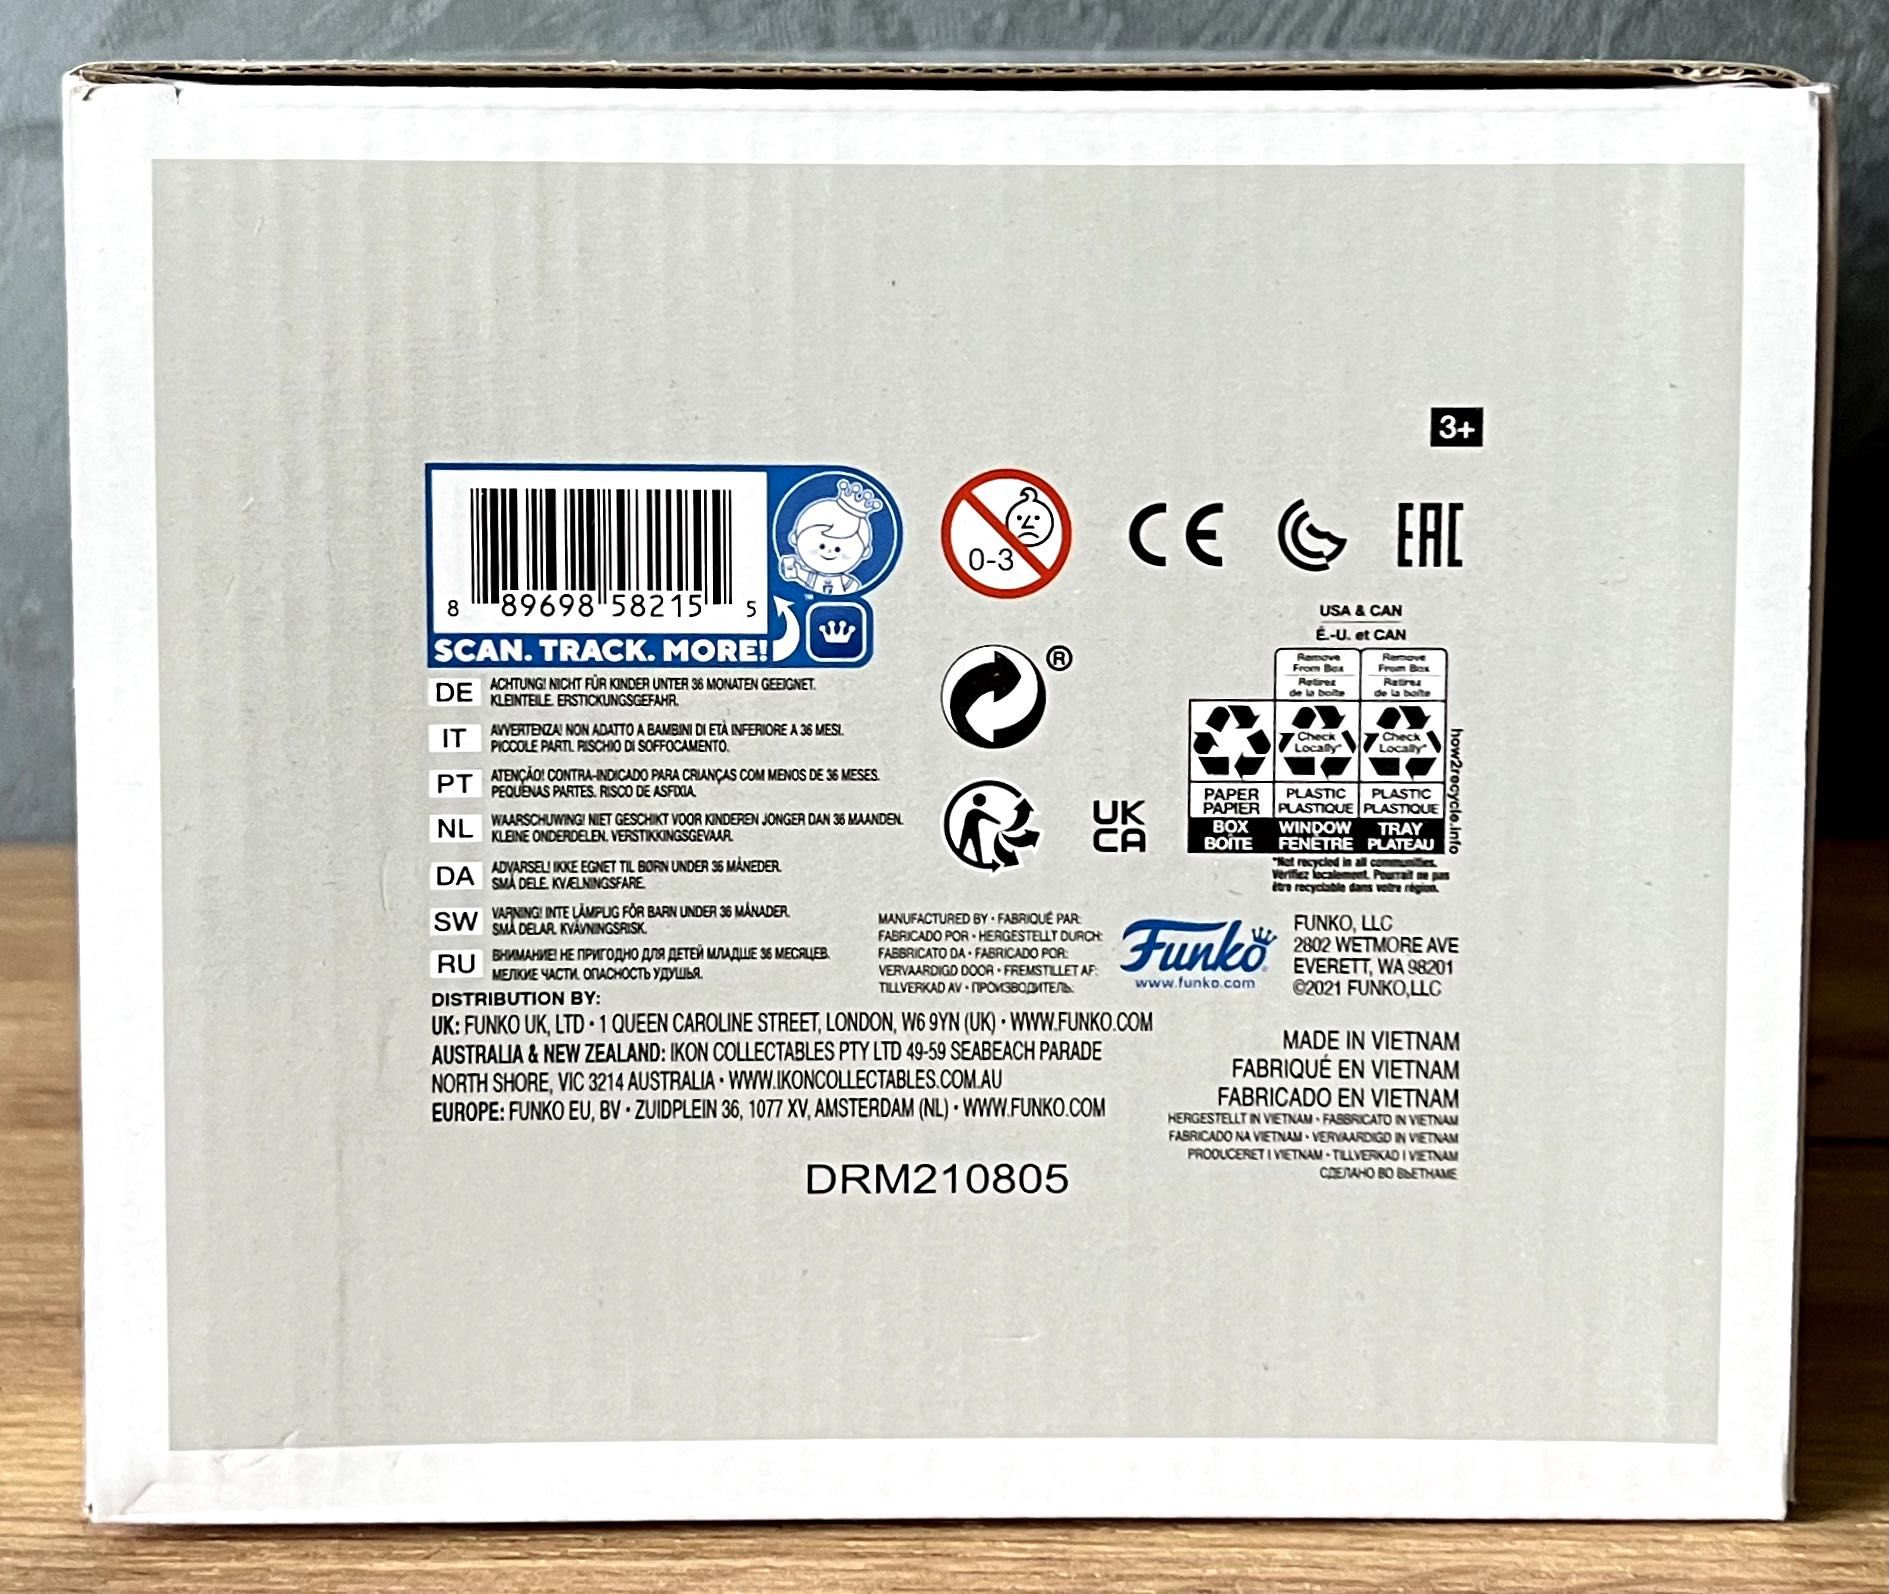 3+
8 89698 58215 5
SCAN. TRACK. MORE!
™
0-3
CE
EAC
DE ACHTUNG! NICHT FÜR KINDER UNTER 36 MONATEN GEEIGNET.
KLEINTEILE. ERSTICKUNGSGEFAHR.
IT AVVERTENZA! NON ADATTO A BAMBINI DI ETÀ INFERIORE A 36 MESI.
PICCOLE PARTI. RISCHIO DI SOFFOCAMENTO.
PT ATENÇÃO! CONTRA-INDICADO PARA CRIANÇAS COM MENOS DE 36 MESES.
PEQUENAS PARTES. RISCO DE ASFIXIA.
NL WAARSCHUWING! NIET GESCHIKT VOOR KINDEREN JONGER DAN 36 MAANDEN.
KLEINE ONDERDELEN. VERSTIKKINGSGEVAAR.
DA ADVARSEL! IKKE EGNET TIL BØRN UNDER 36 MÅNEDER.
SMÅ DELE. KVÆLNINGSFARE.
SW VARNING! INTE LÄMPLIG FÖR BARN UNDER 36 MÅNADER.
SMÅ DELAR. KVÄVNINGSRISK.
RU ВНИМАНИЕ! НЕ ПРИГОДНО ДЛЯ ДЕТЕЙ МЛАДШЕ 36 МЕСЯЦЕВ.
МЕЛКИЕ ЧАСТИ. ОПАСНОСТЬ УДУШЬЯ.
®
UK
CA
USA & CAN
É.-U. et CAN
Remove From Box Retirez de la boîte
Remove From Box Retirez de la boîte
Check Locally*
Check Locally*
PAPER PLASTIC PLASTIC
PAPIER PLASTIQUE PLASTIQUE
BOX WINDOW TRAY
BOÎTE FENÊTRE PLATEAU
how2recycle.info
*Not recycled in all communities.
Vérifiez localement. Pourrait ne pas
être recyclable dans votre région.
MANUFACTURED BY • FABRIQUÉ PAR:
FABRICADO POR • HERGESTELLT DURCH:
FABBRICATO DA • FABRICADO POR:
VERVAARDIGD DOOR • FREMSTILLET AF:
TILLVERKAD AV • ПРОИЗВОДИТЕЛЬ:
Funko
www.funko.com
FUNKO, LLC
2802 WETMORE AVE
EVERETT, WA 98201
©2021 FUNKO,LLC
DISTRIBUTION BY:
UK: FUNKO UK, LTD • 1 QUEEN CAROLINE STREET, LONDON, W6 9YN (UK) • WWW.FUNKO.COM
AUSTRALIA & NEW ZEALAND: IKON COLLECTABLES PTY LTD 49-59 SEABEACH PARADE
NORTH SHORE, VIC 3214 AUSTRALIA • WWW.IKONCOLLECTABLES.COM.AU
EUROPE: FUNKO EU, BV • ZUIDPLEIN 36, 1077 XV, AMSTERDAM (NL) • WWW.FUNKO.COM
MADE IN VIETNAM
FABRIQUÉ EN VIETNAM
FABRICADO EN VIETNAM
HERGESTELLT IN VIETNAM • FABBRICATO IN VIETNAM
FABRICADO NA VIETNAM • VERVAARDIGD IN VIETNAM
PRODUCERET I VIETNAM • TILLVERKAD I VIETNAM
СДЕЛАНО ВО ВЬЕТНАМЕ
DRM210805